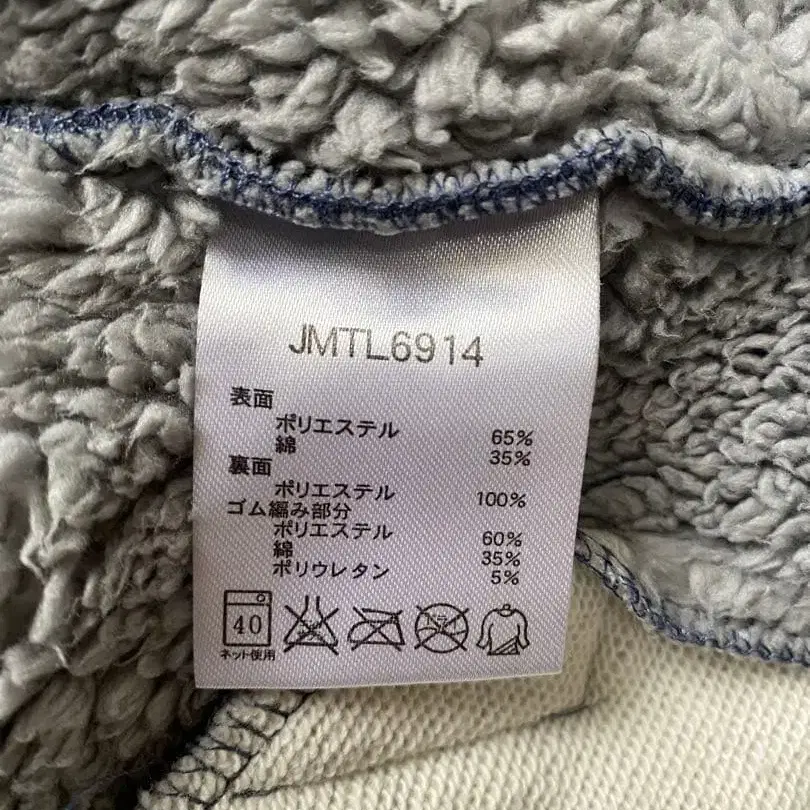 JMTL6914
表面
ポリエステル 65%
綿 35%
裏面
ポリエステル 100%
ゴム編み部分
ポリエステル 60%
綿 35%
ポリウレタン 5%
40
ネット使用